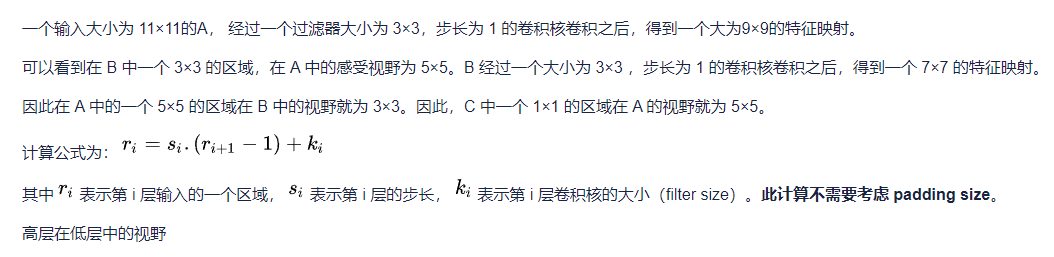 一个输入大小为 11×11的A， 经过一个过滤器大小为 3×3，步长为 1 的卷积核卷积之后，得到一个大为9×9的特征映射。
可以看到在 B 中一个 3×3 的区域，在 A 中的感受视野为 5×5。B 经过一个大小为 3×3 ，步长为 1 的卷积核卷积之后，得到一个 7×7 的特征映射。
因此在 A 中的一个 5×5 的区域在 B 中的视野就为 3×3。因此，C 中一个 1×1 的区域在 A 的视野就为 5×5。
计算公式为： r_i = s_i.(r_{i+1} − 1) + k_i
其中 r_i 表示第 i 层输入的一个区域， s_i 表示第 i 层的步长， k_i 表示第 i 层卷积核的大小（filter size）。此计算不需要考虑 padding size。
高层在低层中的视野